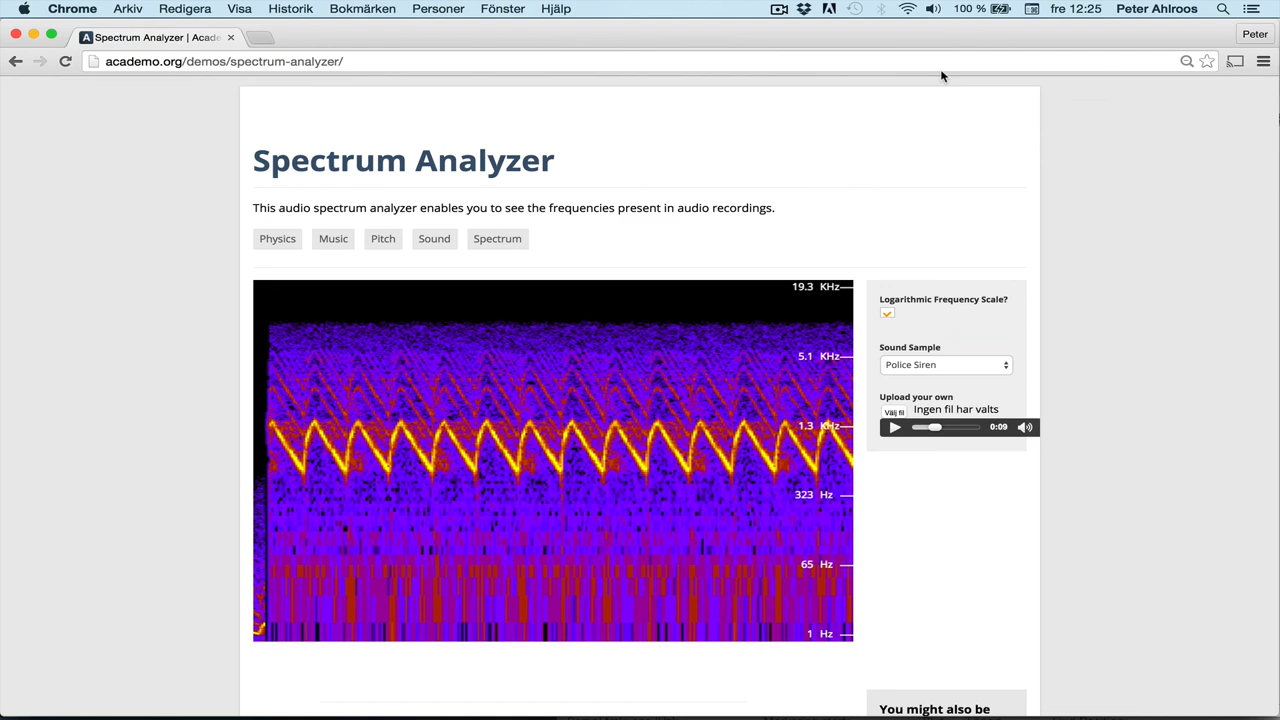 Chrome Arkiv Redigera Visa Historik Bokmärken Personer Fönster Hjälp 100 % fre 12:25 Peter Ahlroos
Spectrum Analyzer | Acade
Peter
academo.org/demos/spectrum-analyzer/
Spectrum Analyzer
This audio spectrum analyzer enables you to see the frequencies present in audio recordings.
Physics Music Pitch Sound Spectrum
19.3 KHz
5.1 KHz
1.3 KHz
323 Hz
65 Hz
1 Hz
Logarithmic Frequency Scale?
Sound Sample
Police Siren
Upload your own
Välj fil Ingen fil har valts
0:09
You might also be